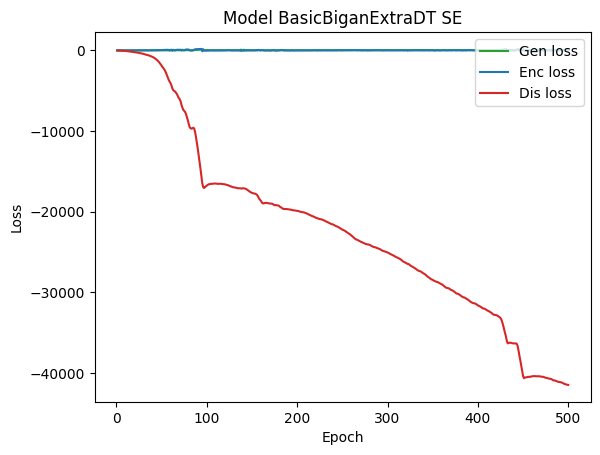 Model BasicBiganExtraDT SE
Gen loss
Enc loss
Dis loss
0
−10000
−20000
−30000
−40000
Loss
0
100
200
300
400
500
Epoch